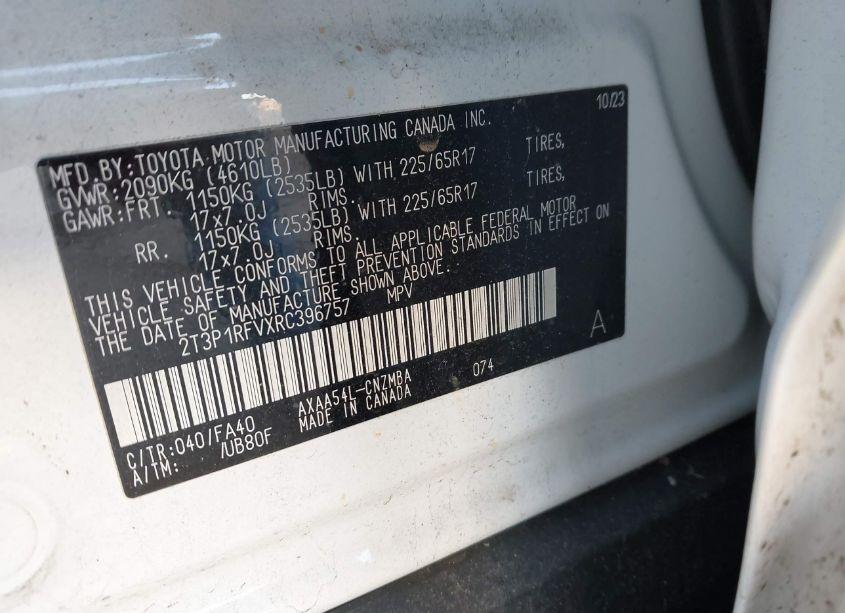 10/23
MFD.BY:TOYOTA MOTOR MANUFACTURING CANADA INC.
GVWR:2090KG (4610LB)
GAWR:FRT. 1150KG (2535LB) WITH 225/65R17 TIRES,
17x7.0J RIMS.
RR. 1150KG (2535LB) WITH 225/65R17 TIRES,
17x7.0J RIMS.
THIS VEHICLE CONFORMS TO ALL APPLICABLE FEDERAL MOTOR
VEHICLE SAFETY AND THEFT PREVENTION STANDARDS IN EFFECT ON
THE DATE OF MANUFACTURE SHOWN ABOVE.
2T3P1RFVXRC396757 MPV
A
C/TR:040/FA40 AXAA54L-CNZMBA 074
A/TM: /UB80F MADE IN CANADA